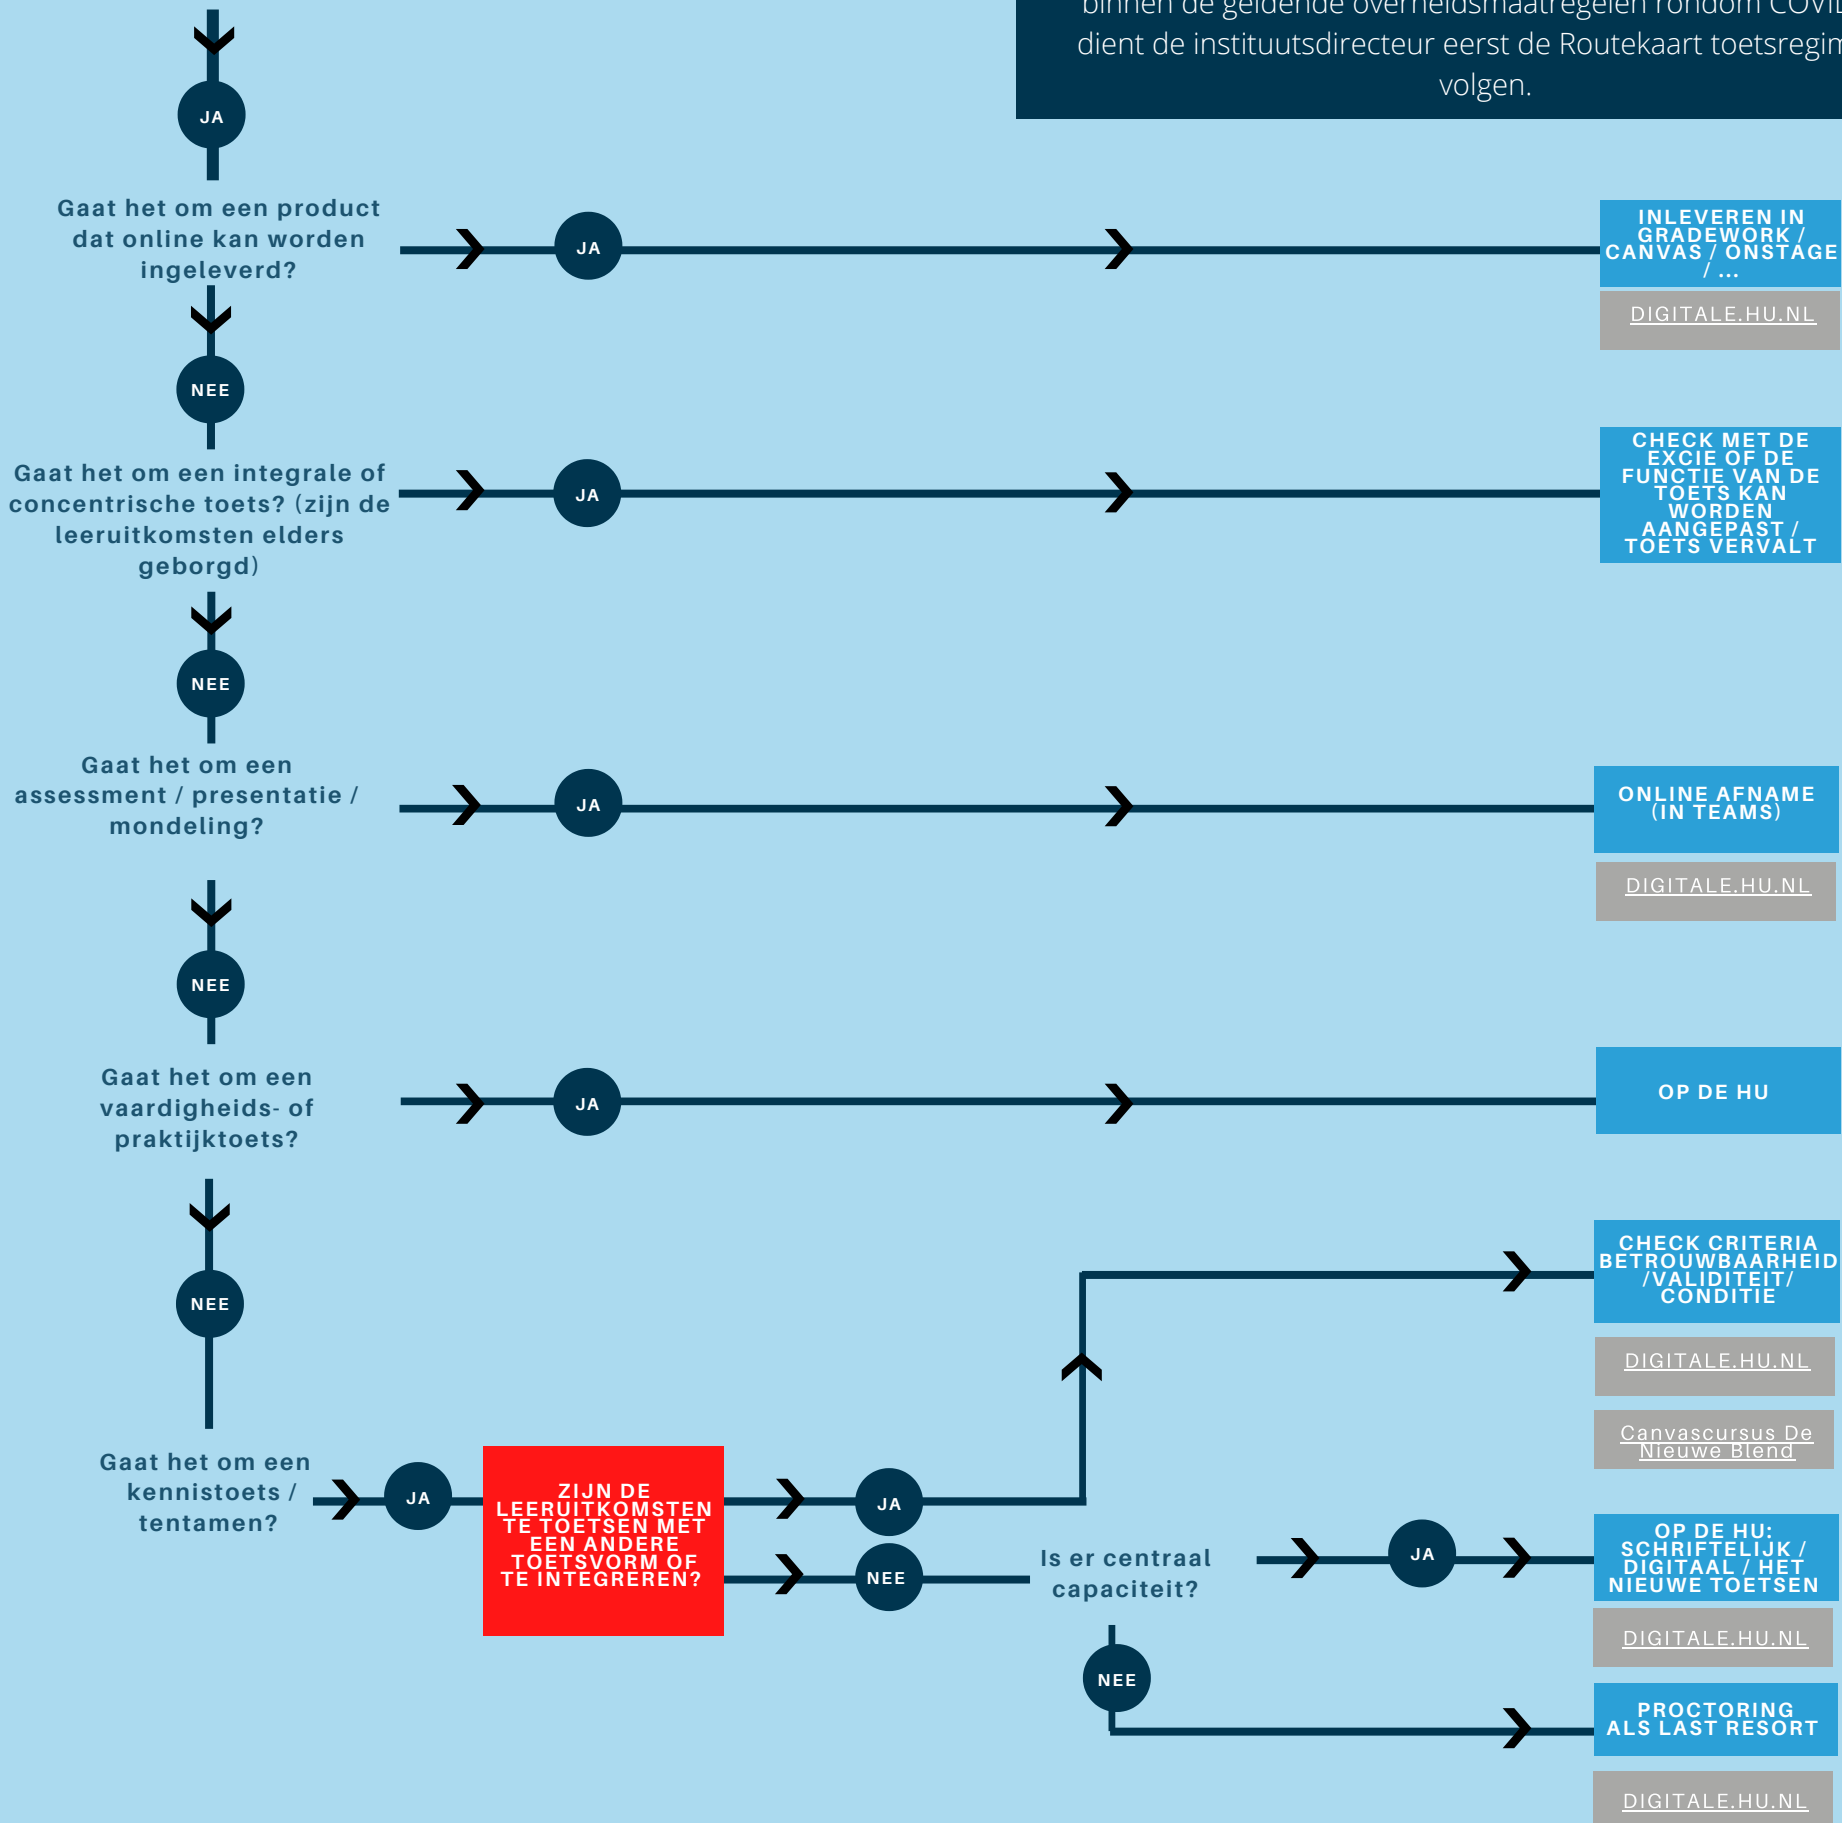 binnen de geldende overheidsmaatregelen rondom
dient de instituutsdirecteur eerst de Routekaart
volgen.
JA
Gaat het om een product
dat online kan worden
ingeleverd?
JA
INLEVEREN IN
GRADEWORK /
CANVAS / ONSTAGE
/ ...
DIGITALE.HU.NL
NEE
Gaat het om een integrale of
concentrische toets? (zijn de
leeruitkomsten elders
geborgd)
JA
CHECK MET DE
EXCIE OF DE
FUNCTIE VAN DE
TOETS KAN
WORDEN
AANGEPAST /
TOETS VERVALT
NEE
Gaat het om een
assessment / presentatie /
mondeling?
JA
ONLINE AFNAME
(IN TEAMS)
DIGITALE.HU.NL
NEE
Gaat het om een
vaardigheids- of
praktijktoets?
JA
OP DE HU
NEE
CHECK CRITERIA
BETROUWBAARHEID
/VALIDITEIT/
CONDITIE
DIGITALE.HU.NL
Canvascursus De
Nieuwe Blend
Gaat het om een
kennistoets /
tentamen?
JA
ZIJN DE
LEERUITKOMSTEN
TE TOETSEN MET
EEN ANDERE
TOETSVORM OF
TE INTEGREREN?
JA
NEE
Is er centraal
capaciteit?
JA
OP DE HU:
SCHRIFTELIJK /
DIGITAAL / HET
NIEUWE TOETSEN
DIGITALE.HU.NL
NEE
PROCTORING
ALS LAST RESORT
DIGITALE.HU.NL